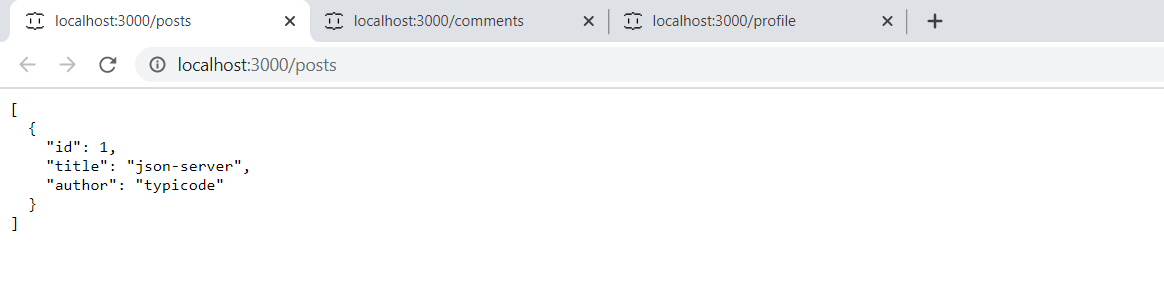 localhost:3000/posts
localhost:3000/comments
localhost:3000/profile
localhost:3000/posts
[
  {
    "id": 1,
    "title": "json-server",
    "author": "typicode"
  }
]